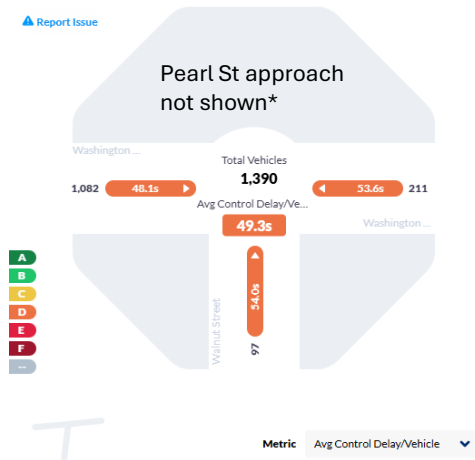 Report Issue
Pearl St approach
not shown*
Washington ...
Total Vehicles
1,390
1,082
48.1s
53.6s
211
Avg Control Delay/Ve...
49.3s
Washington ...
54.0s
97
Walnut Street
A
B
C
D
E
F
--
Metric
Avg Control Delay/Vehicle